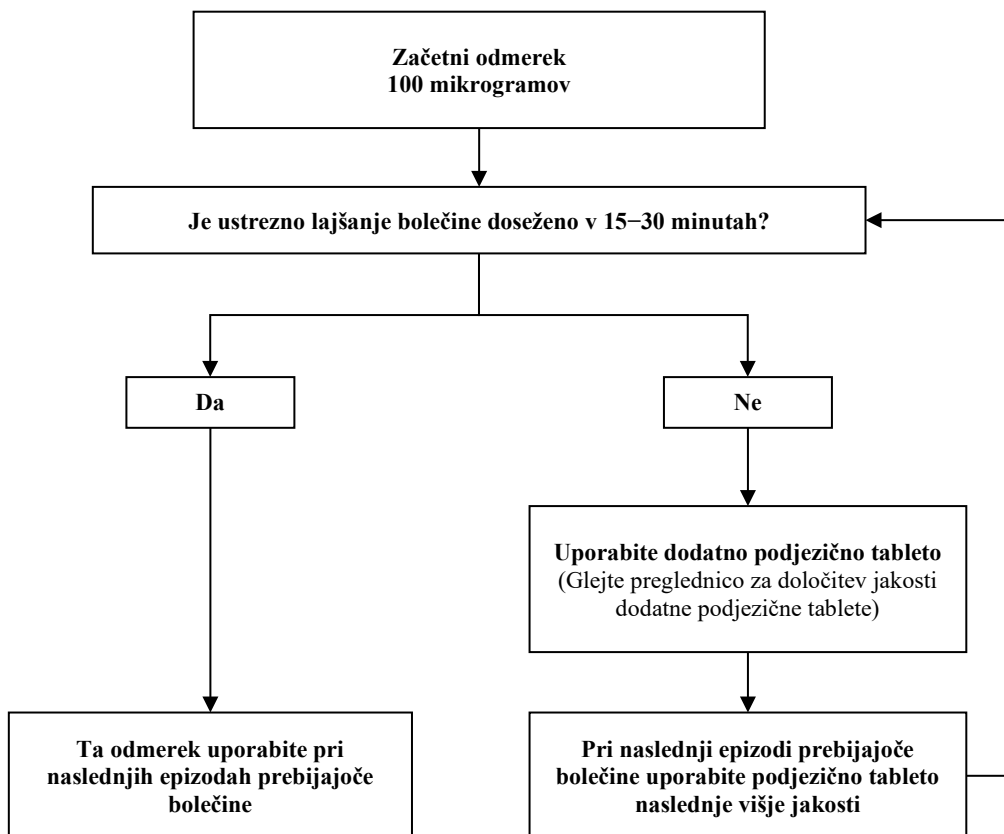 Začetni odmerek
100 mikrogramov
Je ustrezno lajšanje bolečine doseženo v 15−30 minutah?
Da
Ne
Uporabite dodatno podjezično tableto
(Glejte preglednico za določitev jakosti
dodatne podjezične tablete)
Ta odmerek uporabite pri
naslednjih epizodah prebijajoče
bolečine
Pri naslednji epizodi prebijajoče
bolečine uporabite podjezično tableto
naslednje višje jakosti